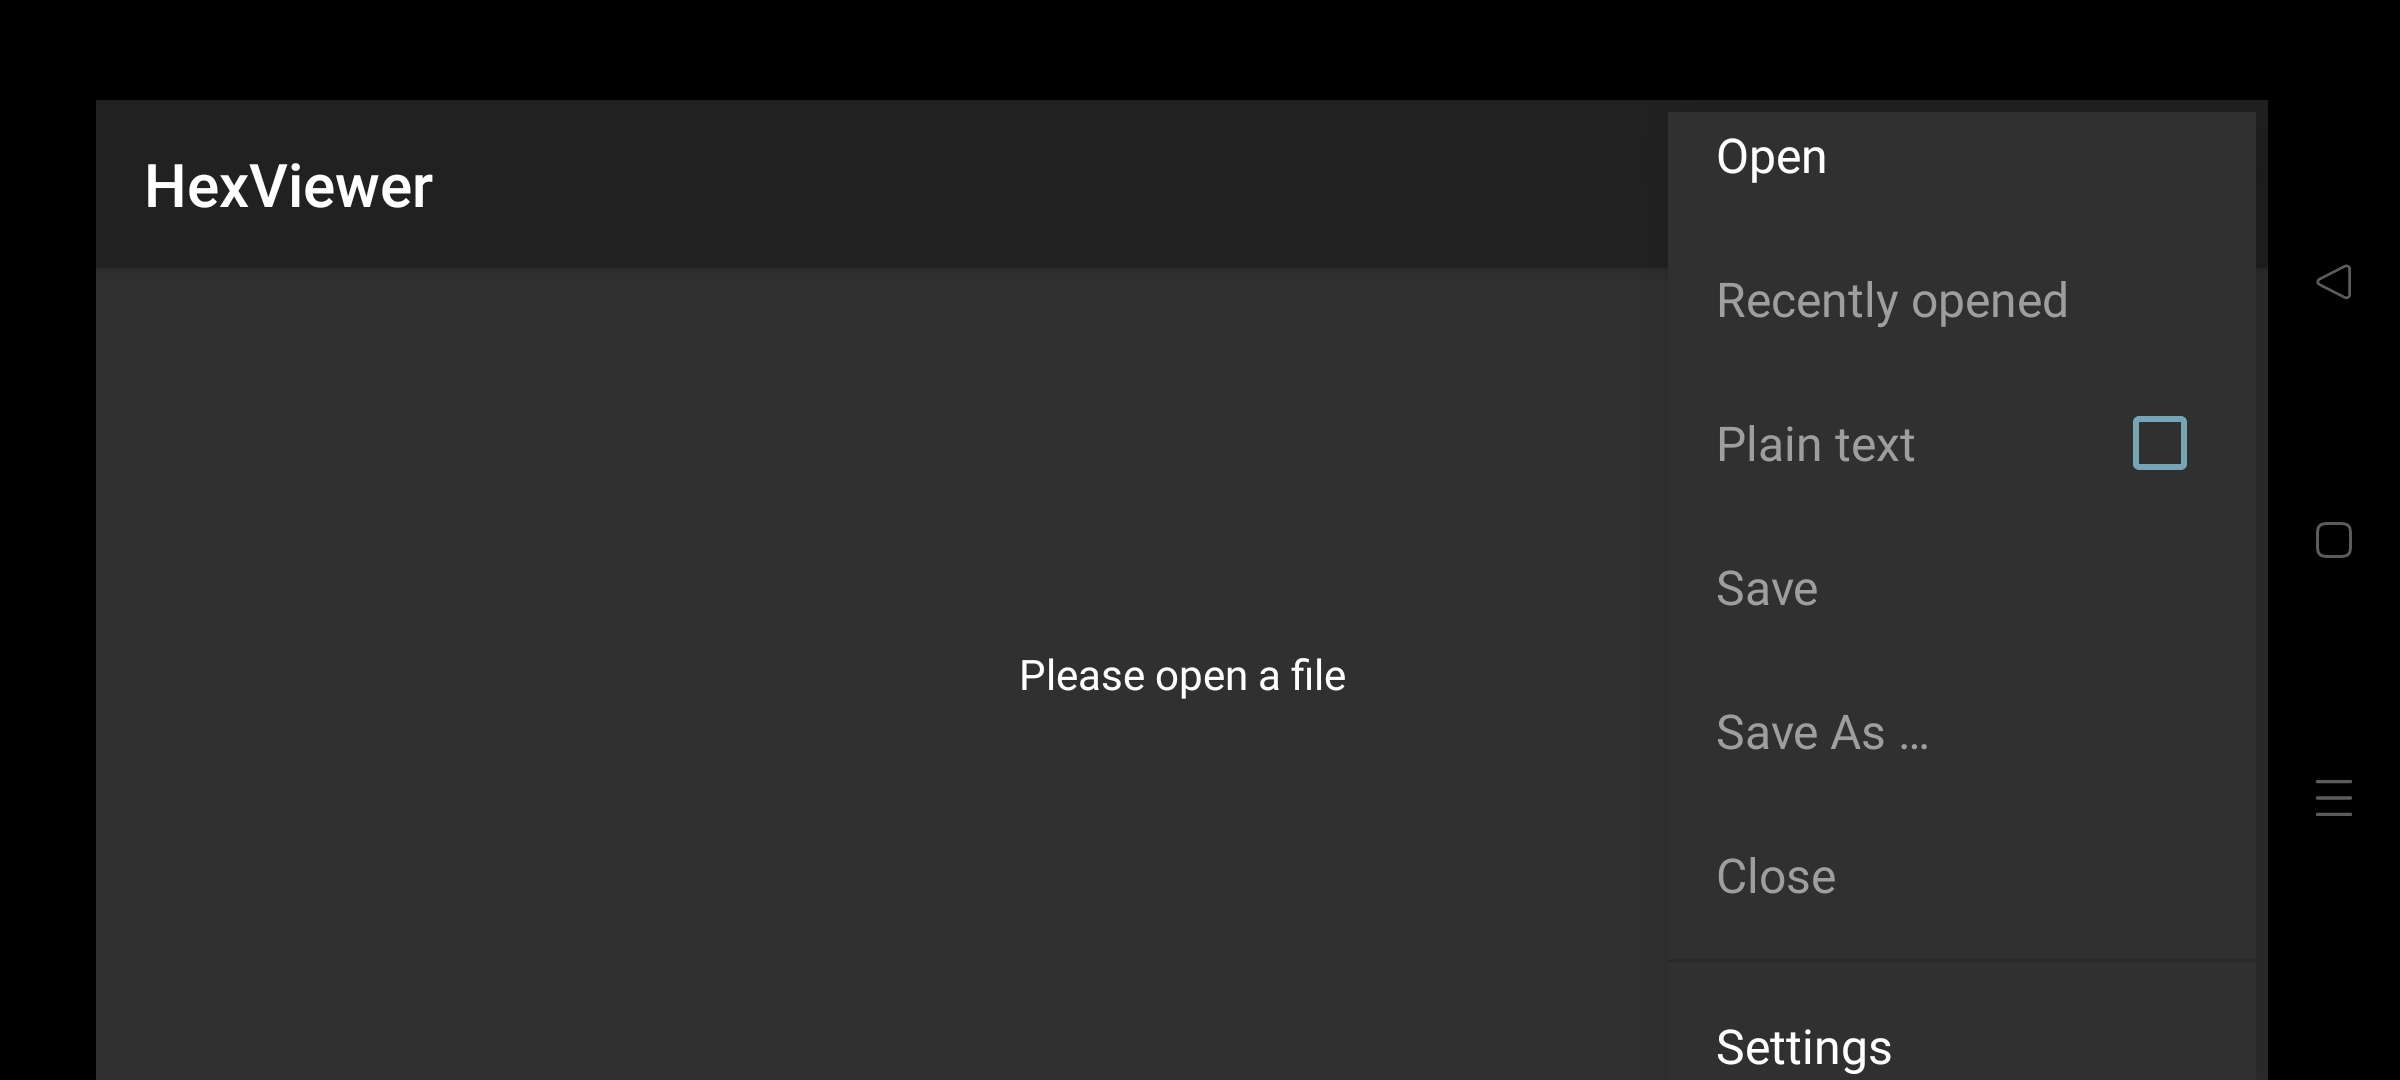 HexViewer
Please open a file
Open
Recently opened
Plain text
Save
Save As ...
Close
Settings